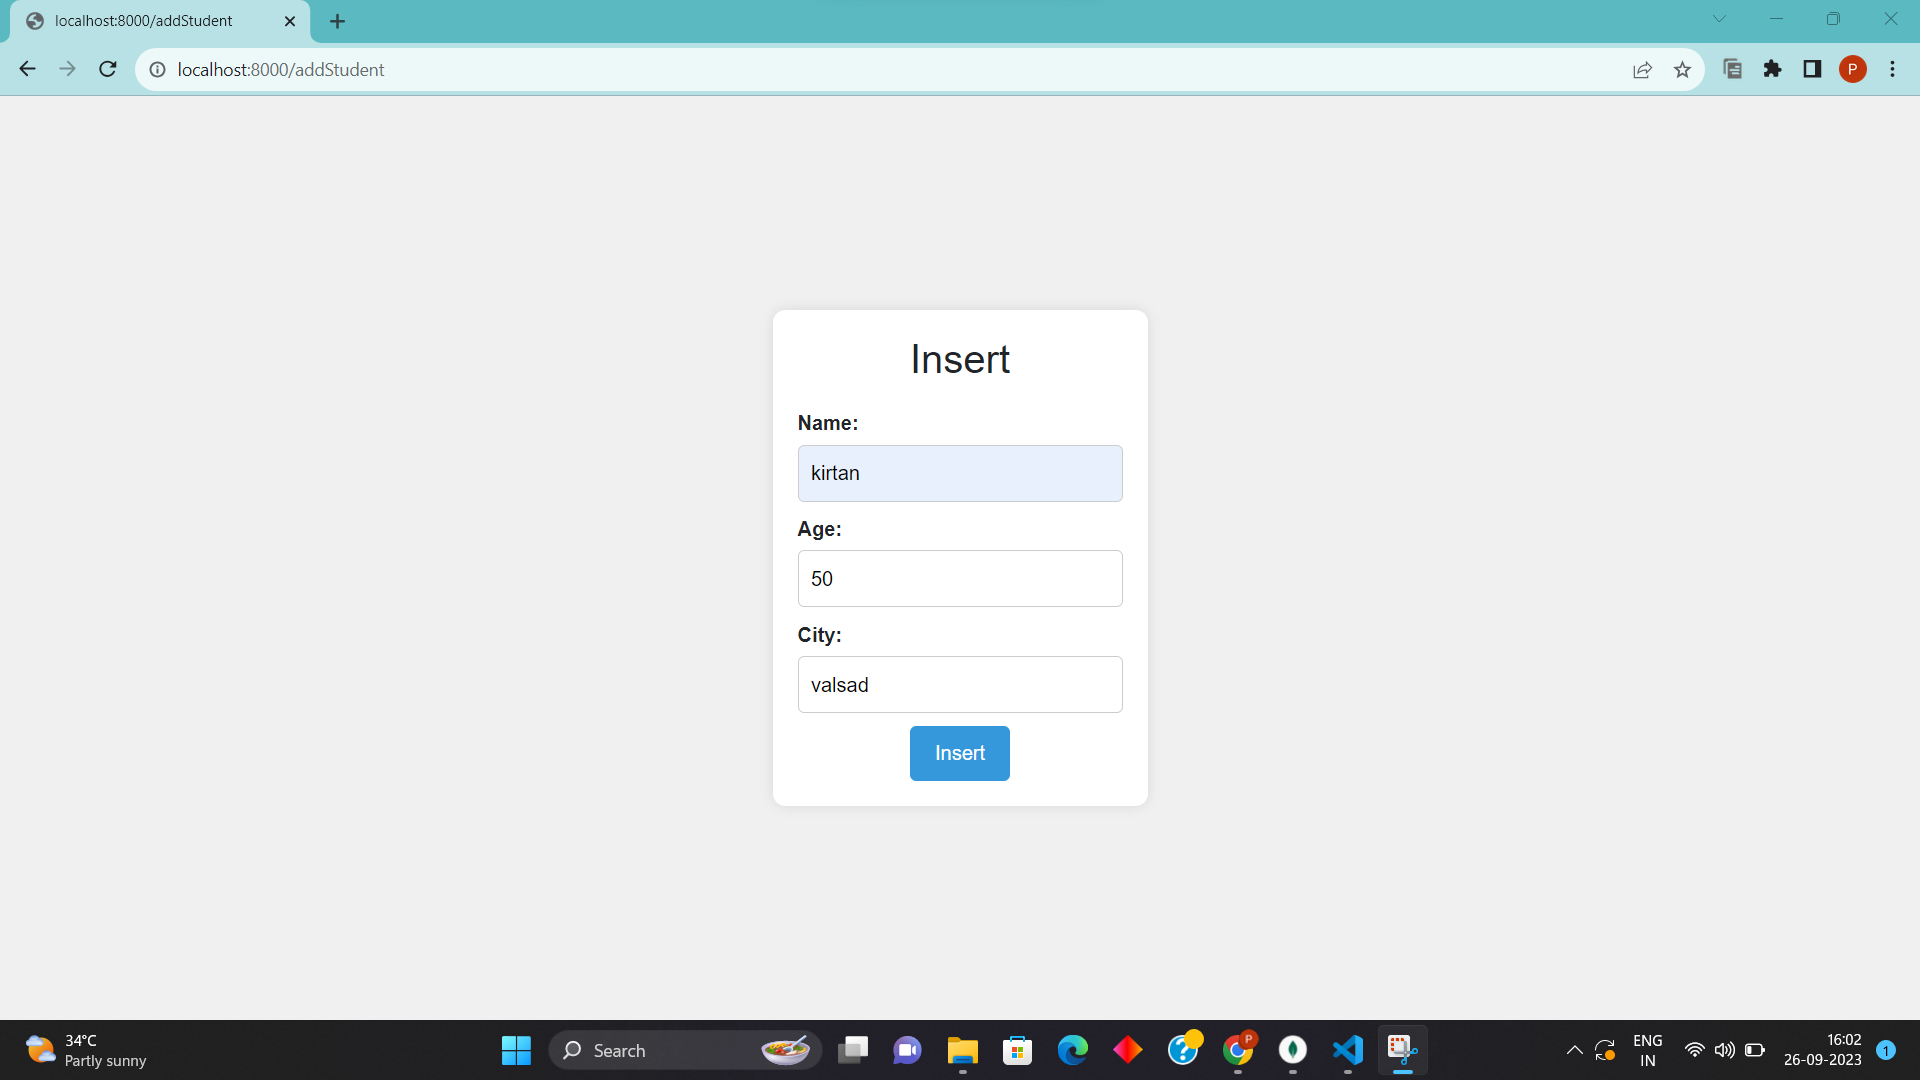 localhost:8000/addStudent
localhost:8000/addStudent
P
Insert
Name:
kirtan
Age:
50
City:
valsad
Insert
34°C
Partly sunny
Search
P
ENG
IN
16:02
26-09-2023
1